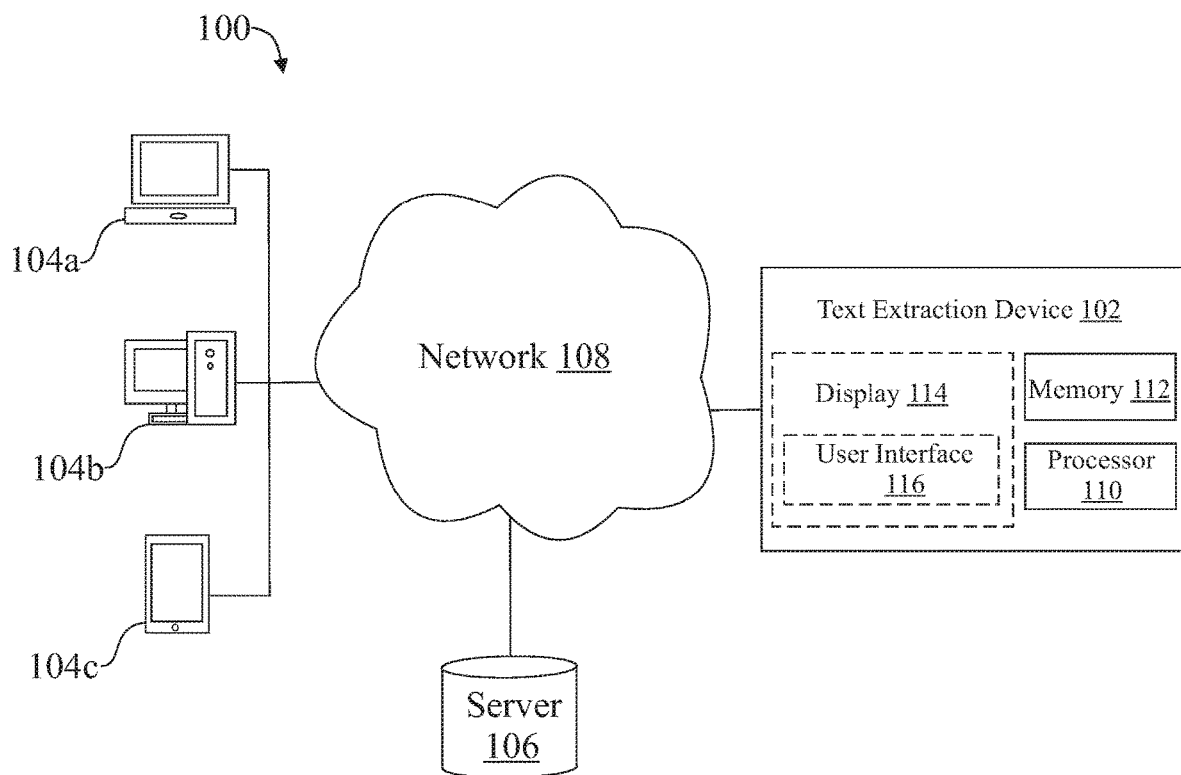 100
104a
Text Extraction Device 102
Network 108
Display 114
Memory 112
104b
User Interface
116
Processor
110
104c
Server
106